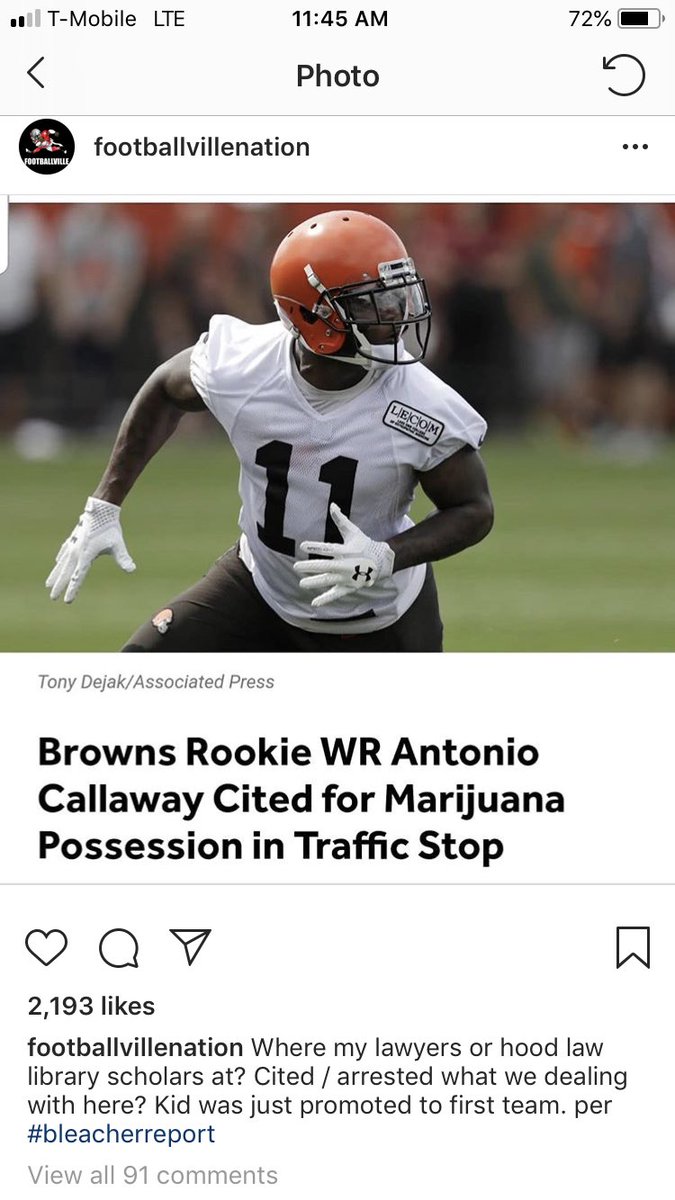 T-Mobile LTE 11:45 AM 72%
Photo
FOOTBALLVILLE
footballvillenation
L|E|C|O|M
11
Tony Dejak/Associated Press
Browns Rookie WR Antonio
Callaway Cited for Marijuana
Possession in Traffic Stop
2,193 likes
footballvillenation Where my lawyers or hood law
library scholars at? Cited / arrested what we dealing
with here? Kid was just promoted to first team. per
#bleacherreport
View all 91 comments